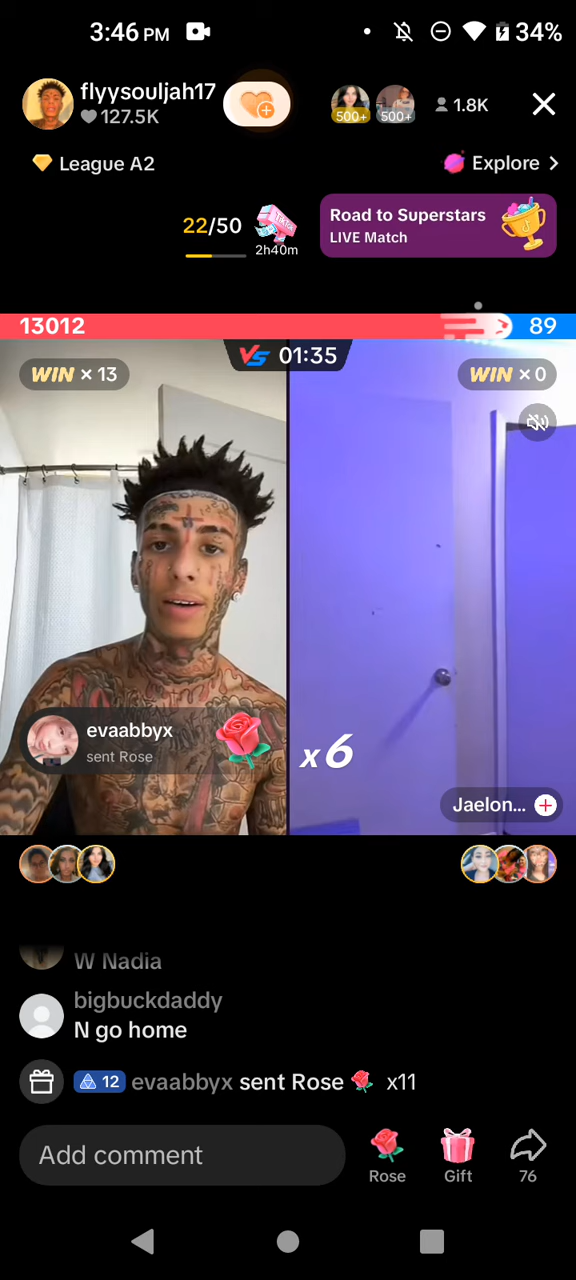 3:46 PM
34%
flyysouljah17
127.5K
500+
500+
1.8K
League A2
Explore
22/50
TikTok
2h40m
Road to Superstars
LIVE Match
13012
89
VS 01:35
WIN × 13
WIN × 0
evaabbyx
sent Rose
x6
Jaelon...
W Nadia
bigbuckdaddy
N go home
12 evaabbyx sent Rose x11
Add comment
Rose
Gift
76